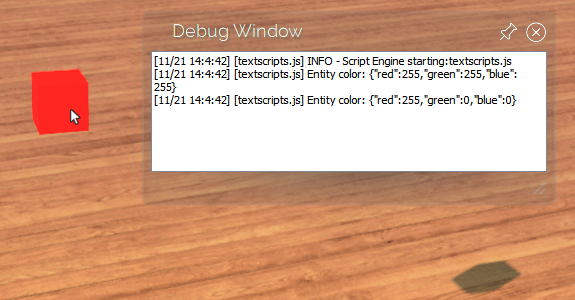 Debug Window
[11/21 14:4:42] [textscripts.js] INFO - Script Engine starting:textscripts.js
[11/21 14:4:42] [textscripts.js] Entity color: {"red":255,"green":255,"blue":
255}
[11/21 14:4:42] [textscripts.js] Entity color: {"red":255,"green":0,"blue":0}